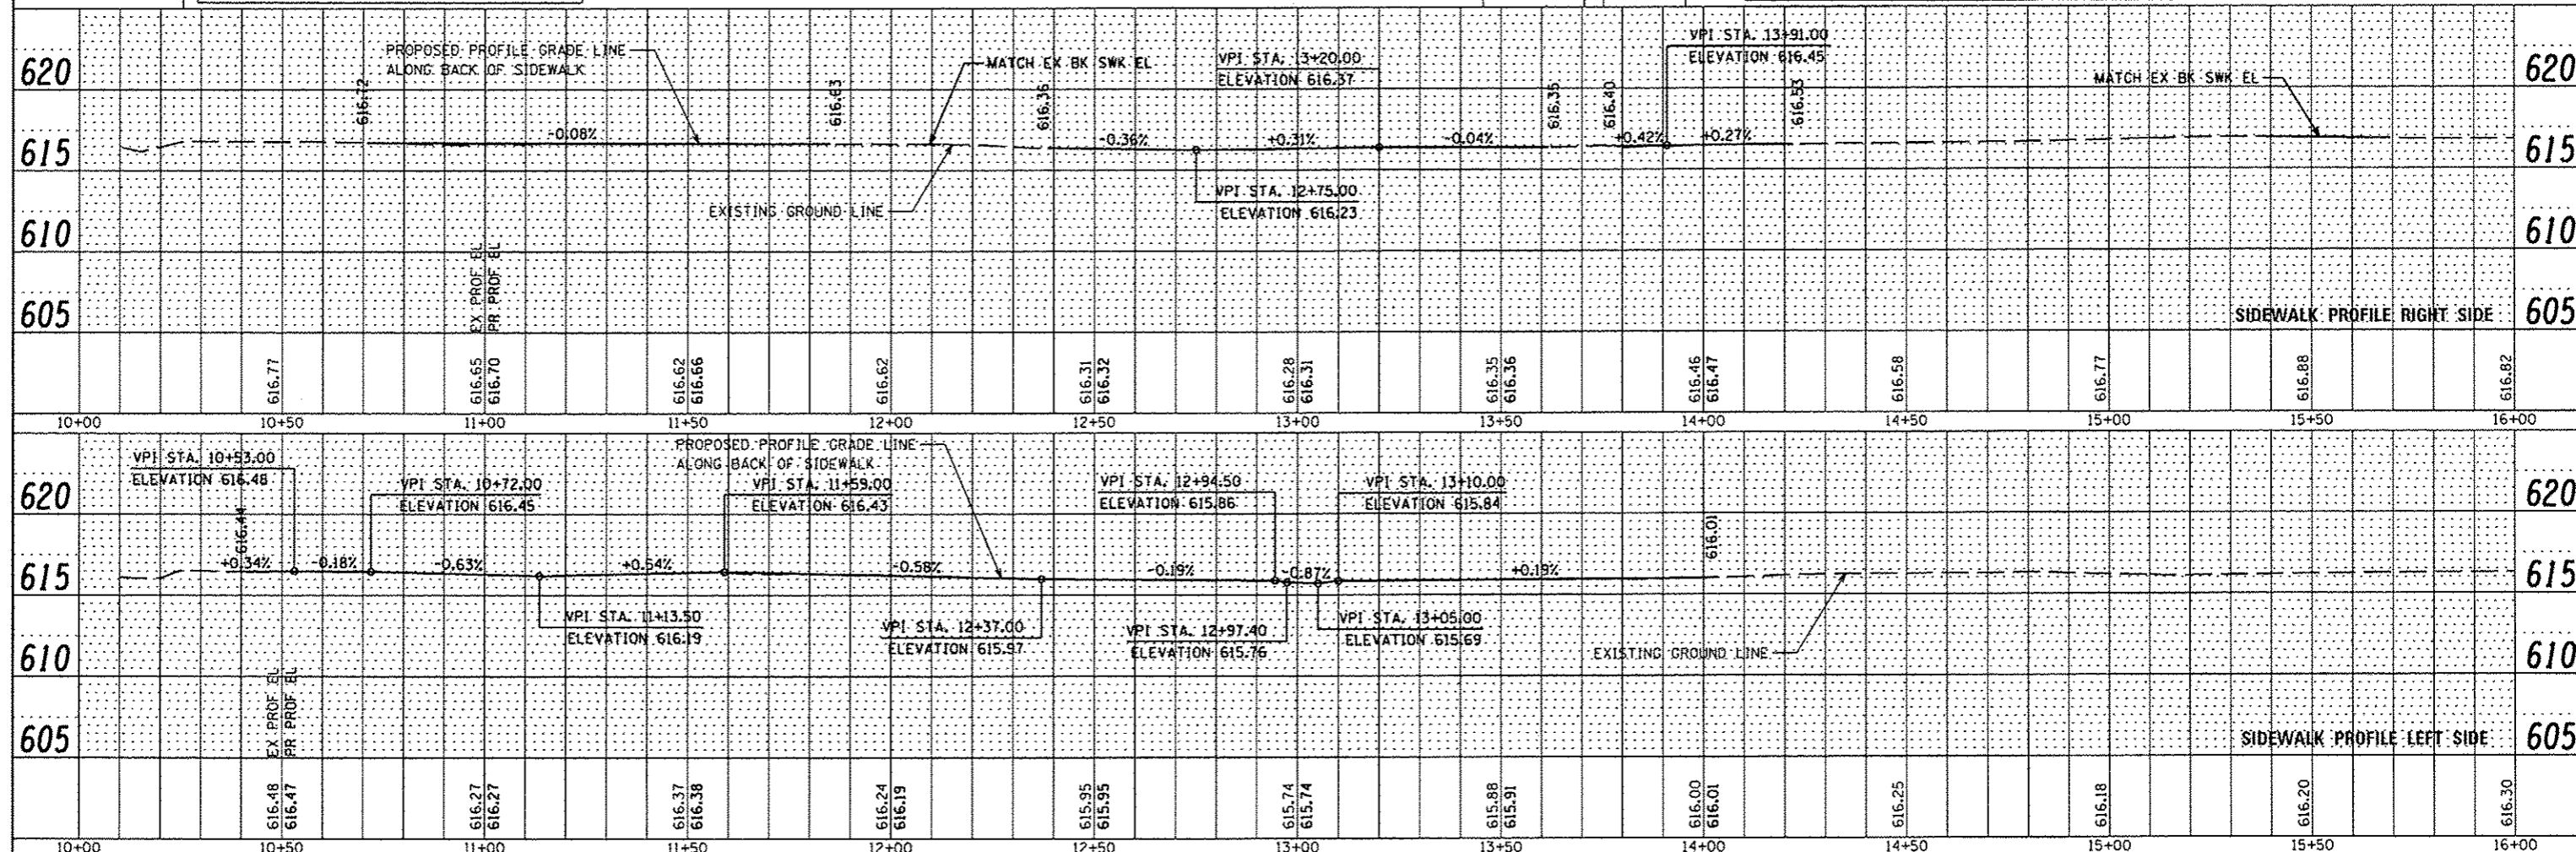 PROPOSED PROFILE GRADE LINE
ALONG BACK OF SIDEWALK
MATCH EX BK SWK EL
VPI STA. 13+20.00
ELEVATION 616.37
VPI STA. 13+91.00
ELEVATION 616.45
MATCH EX BK SWK EL
620
620
616.72
616.63
616.36
616.35
616.40
616.53
-0.08%
-0.36%
+0.31%
-0.04%
+0.42%
+0.27%
615
615
VPI STA. 12+75.00
ELEVATION 616.23
EXISTING GROUND LINE
610
610
EX PROF EL
PR PROF EL
605
SIDEWALK PROFILE RIGHT SIDE
605
616.77
616.65
616.70
616.62
616.66
616.62
616.31
616.32
616.28
616.31
616.35
616.36
616.46
616.47
616.58
616.77
616.88
616.82
10+00
10+50
11+00
11+50
12+00
12+50
13+00
13+50
14+00
14+50
15+00
15+50
16+00
PROPOSED PROFILE GRADE LINE
ALONG BACK OF SIDEWALK
VPI STA. 10+53.00
ELEVATION 616.48
VPI STA. 10+72.00
ELEVATION 616.45
VPI STA. 11+59.00
ELEVATION 616.43
VPI STA. 12+94.50
ELEVATION 615.86
VPI STA. 13+10.00
ELEVATION 615.84
620
620
616.44
616.01
+0.34%
-0.18%
-0.63%
+0.54%
-0.58%
-0.19%
-0.87%
+0.19%
615
615
VPI STA. 11+13.50
ELEVATION 616.19
VPI STA. 12+37.00
ELEVATION 615.97
VPI STA. 12+97.40
ELEVATION 615.76
VPI STA. 13+05.00
ELEVATION 615.69
EXISTING GROUND LINE
610
610
EX PROF EL
PR PROF EL
605
SIDEWALK PROFILE LEFT SIDE
605
616.48
616.47
616.27
616.27
616.37
616.38
616.24
616.19
615.95
615.95
615.74
615.74
615.88
615.91
616.00
616.01
616.25
616.18
616.20
616.30
10+00
10+50
11+00
11+50
12+00
12+50
13+00
13+50
14+00
14+50
15+00
15+50
16+00